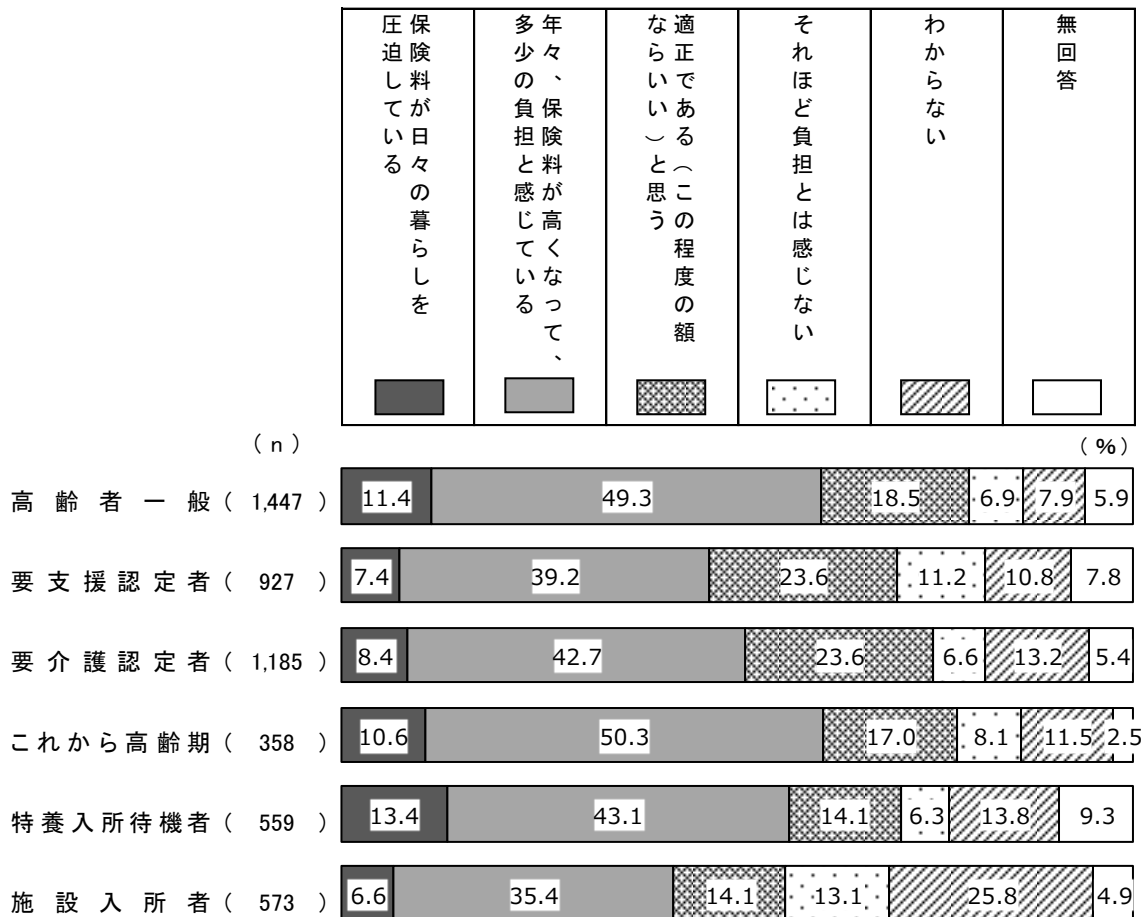 保険料が日々の暮らしを
圧迫している
年々、保険料が高くなって、
多少の負担と感じている
適正である（この程度の額
ならいい）と思う
それほど負担とは感じない
わからない
無回答
（ｎ）
（%）
高齢者一般（ 1,447 ） 11.4 49.3 18.5 6.9 7.9 5.9
要支援認定者（ 927 ） 7.4 39.2 23.6 11.2 10.8 7.8
要介護認定者（ 1,185 ） 8.4 42.7 23.6 6.6 13.2 5.4
これから高齢期（ 358 ） 10.6 50.3 17.0 8.1 11.5 2.5
特養入所待機者（ 559 ） 13.4 43.1 14.1 6.3 13.8 9.3
施設入所者（ 573 ） 6.6 35.4 14.1 13.1 25.8 4.9